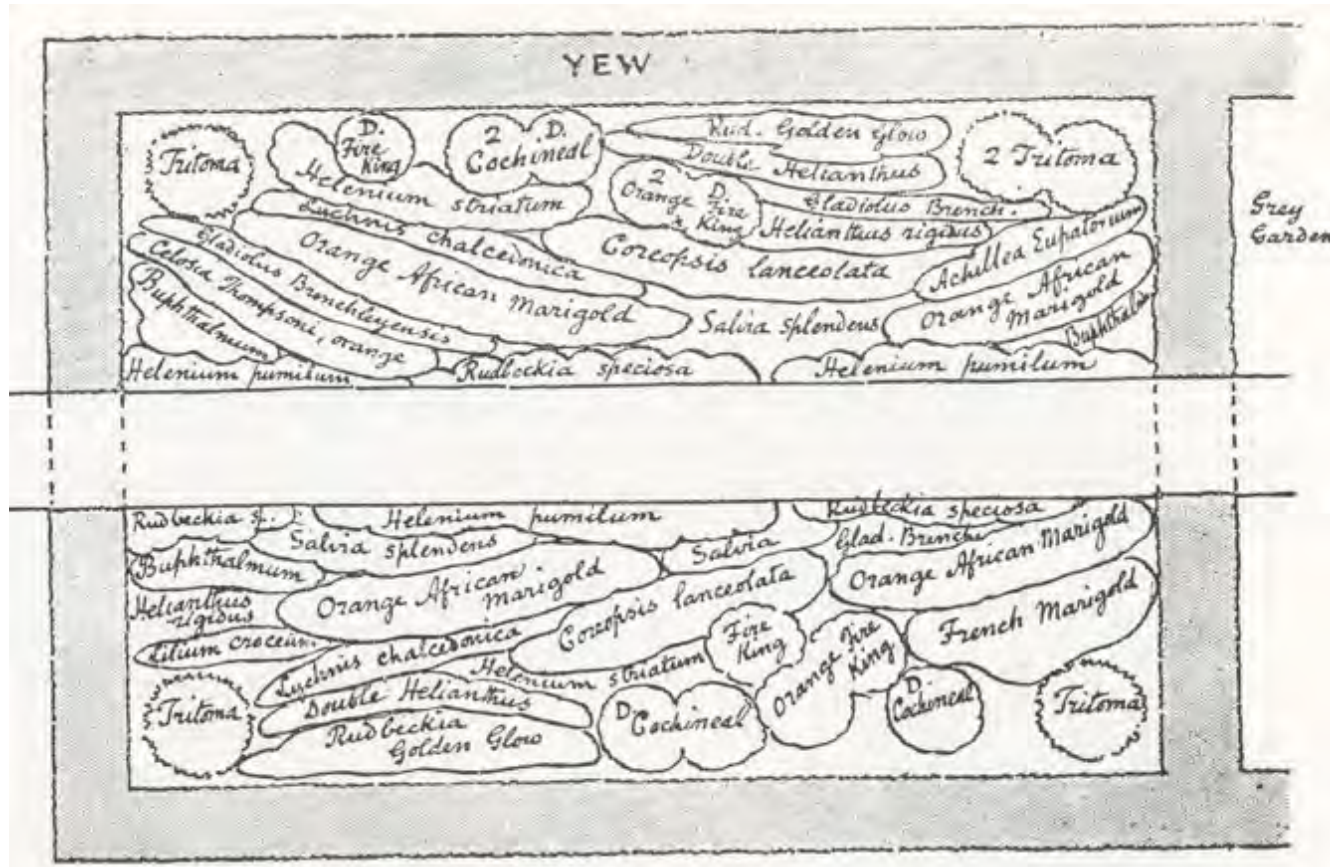 YEW
Tritoma
D.
Fire
King
2 D.
Cochineal
Rud. Golden Glow
Double Helianthus
2 Tritoma
Helenium striatum
2 D.
Orange Fire
King
Gladiolus Brench.
Helianthus rigidus
Achillea Eupatorium
Grey
Garden
Lychnis chalcedonica
Coreopsis lanceolata
Orange African Marigold
Gladiolus Brenchleyensis
Celosia Thompsoni, orange
Buphthalmum
Salvia splendens
Orange African
Marigold
Helenium pumilum
Rudbeckia speciosa
Helenium pumilum
Rudbeckia sp.
Helenium pumilum
Rudbeckia speciosa
Salvia splendens
Salvia
Glad. Brench.
Buphthalmum
Orange African
Marigold
Coreopsis lanceolata
Orange African Marigold
Helianthus
rigidus
French Marigold
Lilium croceum.
Lychnis chalcedonica
Fire
King
Orange Fire
King
Helenium striatum
Tritoma
Double Helianthus
D.
Cochineal
D.
Cochineal
Tritoma
Rudbeckia
Golden Glow